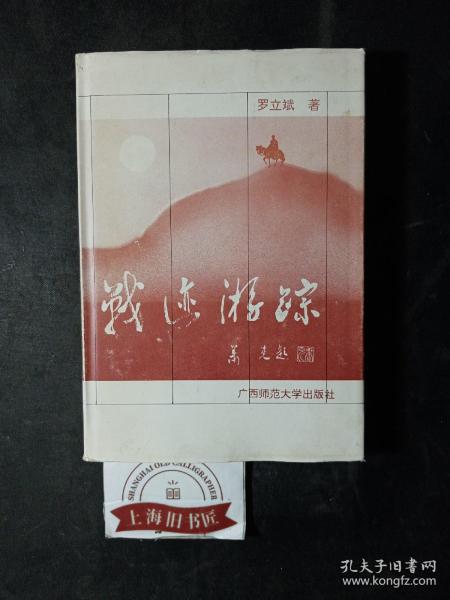 罗立斌 著
战迹游踪
萧克题
广西师范大学出版社
SHANGHAI OLD CALLIGRAPHER
上海旧书匠
孔夫子旧书网
www.kongfz.com